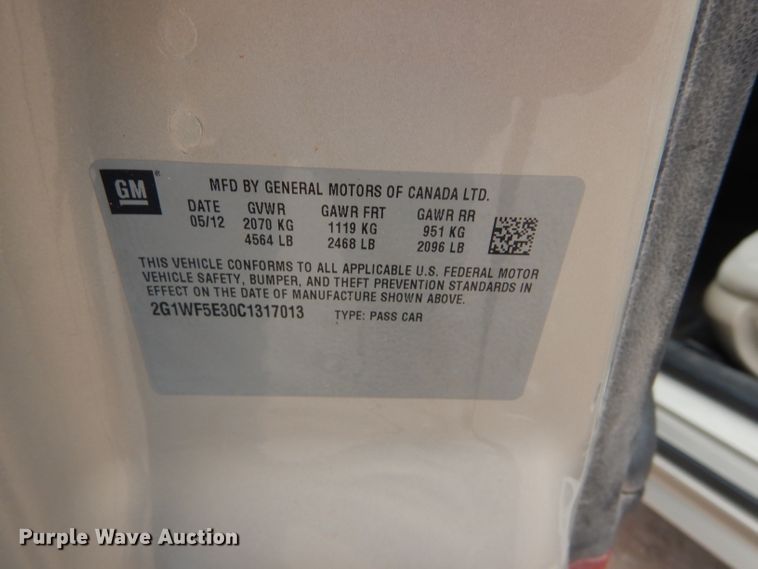 GM ®
MFD BY GENERAL MOTORS OF CANADA LTD.
DATE GVWR GAWR FRT GAWR RR
05/12 2070 KG 1119 KG 951 KG
4564 LB 2468 LB 2096 LB
THIS VEHICLE CONFORMS TO ALL APPLICABLE U.S. FEDERAL MOTOR
VEHICLE SAFETY, BUMPER, AND THEFT PREVENTION STANDARDS IN
EFFECT ON THE DATE OF MANUFACTURE SHOWN ABOVE.
2G1WF5E30C1317013 TYPE: PASS CAR
Purple Wave Auction